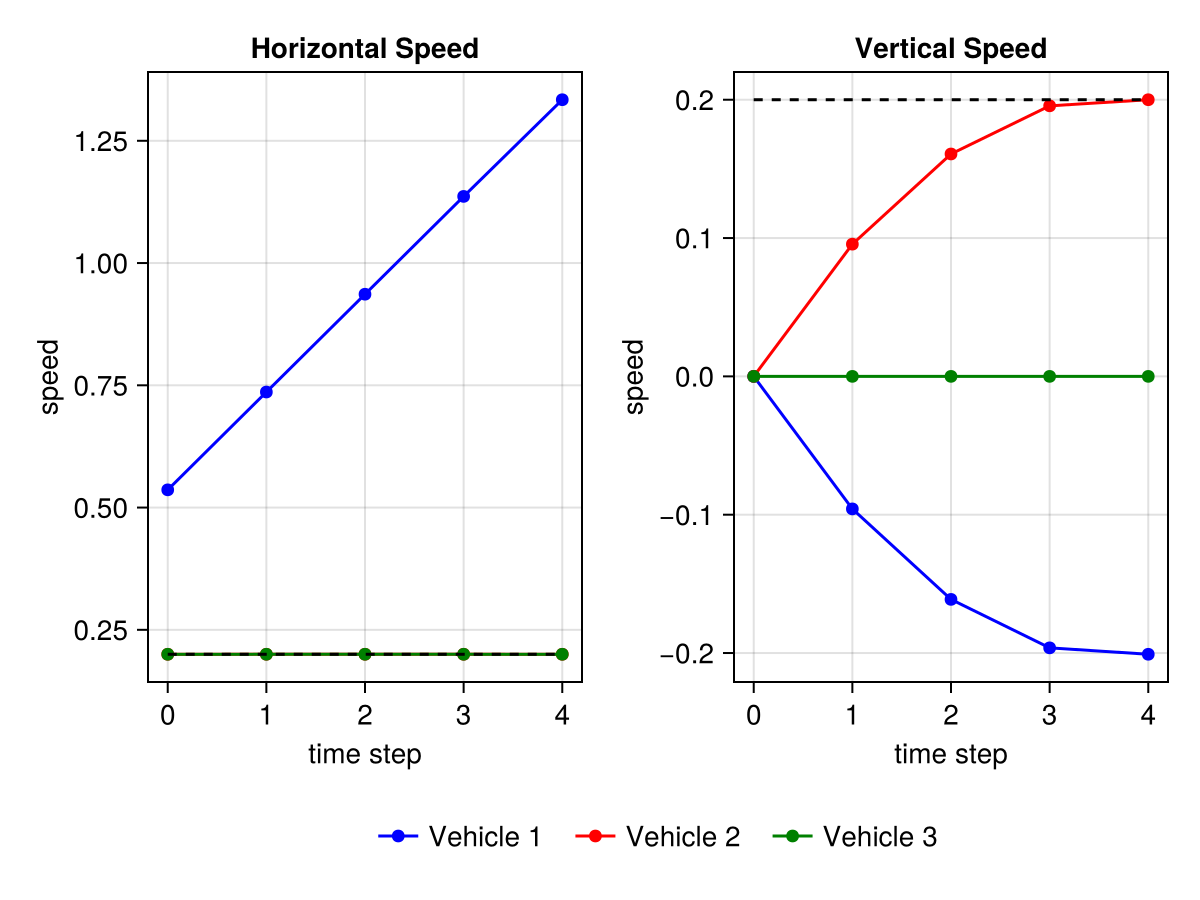 Horizontal Speed
speed
1.25
1.00
0.75
0.50
0.25
0 1 2 3 4
time step
Vertical Speed
speed
0.2
0.1
0.0
−0.1
−0.2
0 1 2 3 4
time step
Vehicle 1 Vehicle 2 Vehicle 3